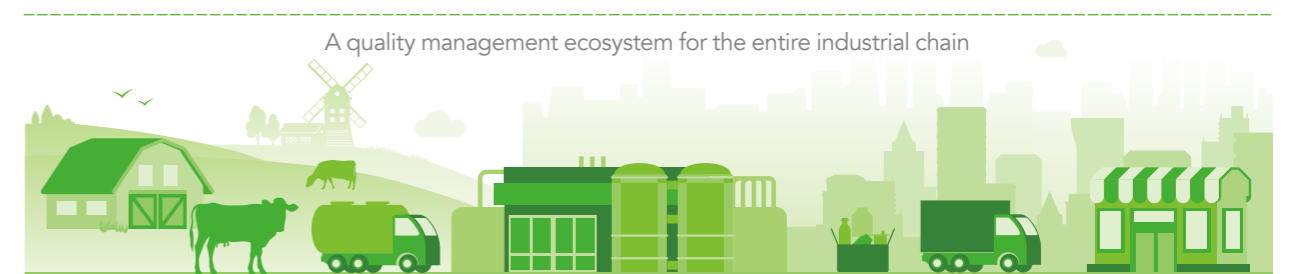 A quality management ecosystem for the entire industrial chain